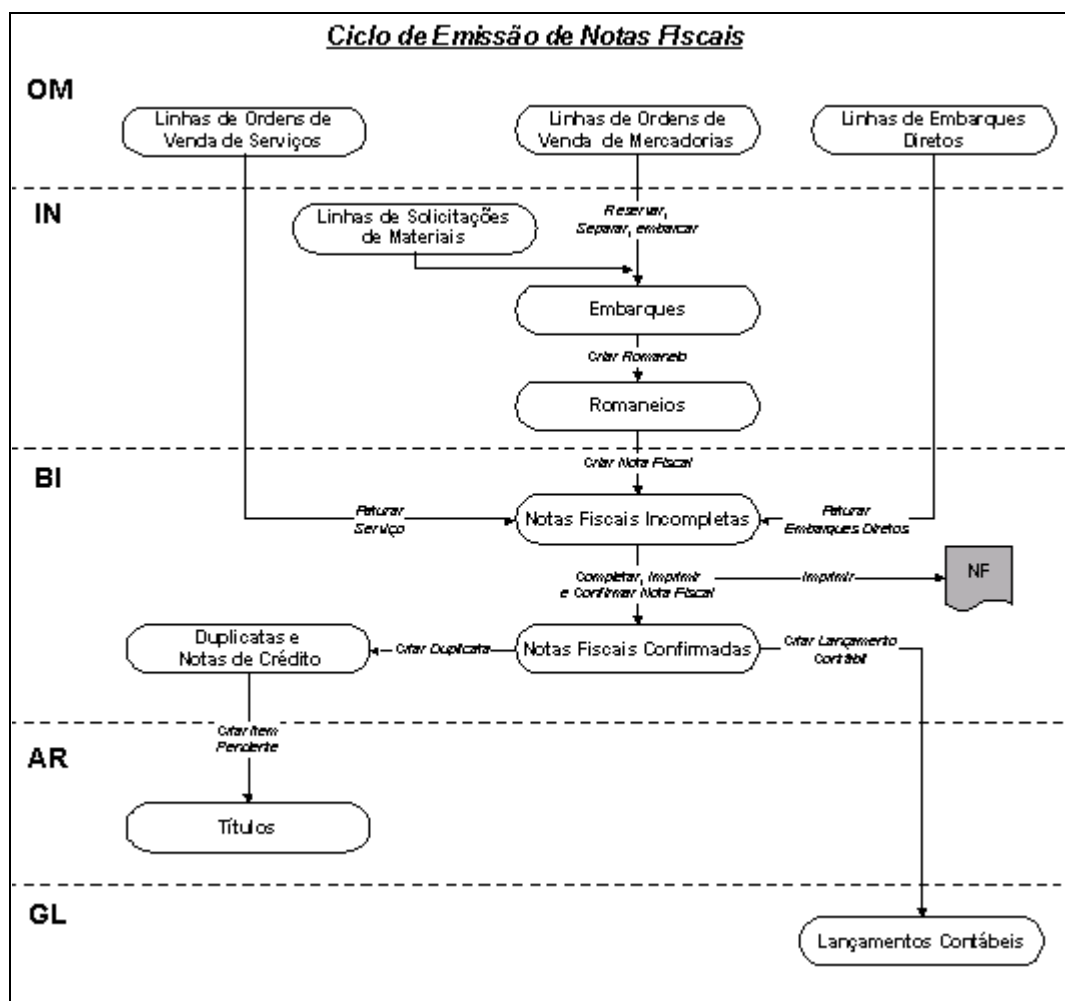 Ciclo de Emissão de Notas Fiscais
OM
Linhas de Ordens de
Venda de Serviços
Linhas de Ordens de
Venda de Mercadorias
Linhas de Embarques
Diretos
IN
Linhas de Solicitações
de Materiais
Reservar,
Separar, embarcar
Embarques
Criar Romaneio
Romaneios
BI
Criar Nota Fiscal
Faturar
Serviço
Notas Fiscais Incompletas
Faturar
Embarques Diretos
Completar, Imprimir
e Confirmar Nota Fiscal
Imprimir
NF
Duplicatas e
Notas de Crédito
Criar Duplicata
Notas Fiscais Confirmadas
Criar Lançamento
Contábil
Criar Item
Pendente
AR
Títulos
GL
Lançamentos Contábeis